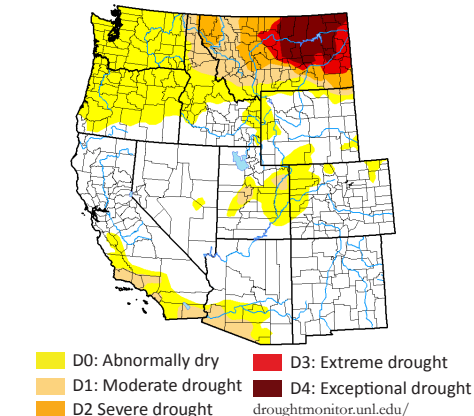 D0: Abnormally dry
D1: Moderate drought
D2 Severe drought
D3: Extreme drought
D4: Exceptional drought
droughtmonitor.unl.edu/